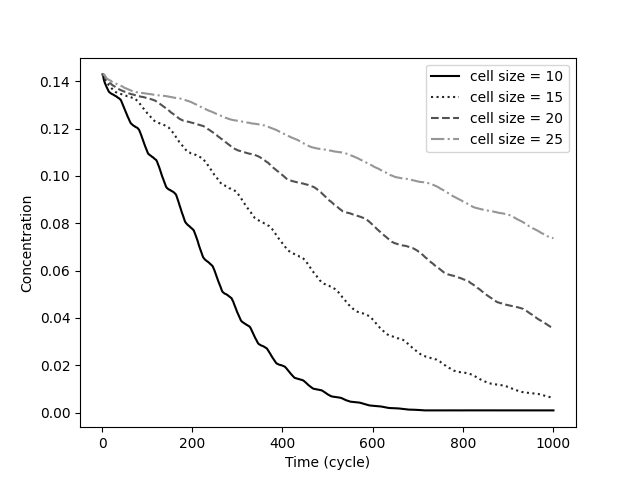 cell size = 10
cell size = 15
cell size = 20
cell size = 25
0.14
0.12
0.10
0.08
0.06
0.04
0.02
0.00
Concentration
0 200 400 600 800 1000
Time (cycle)